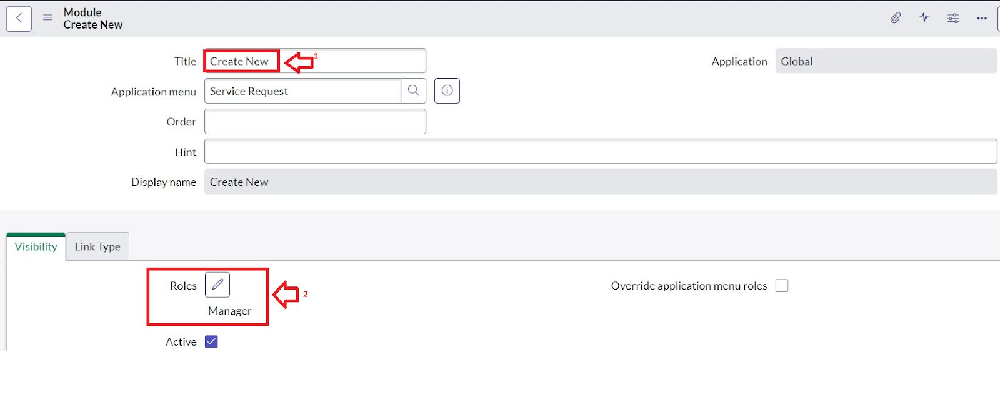 Module
Create New
Title Create New 1 Application Global
Application menu Service Request
Order
Hint
Display name Create New
Visibility Link Type
Roles Override application menu roles
2
Manager
Active